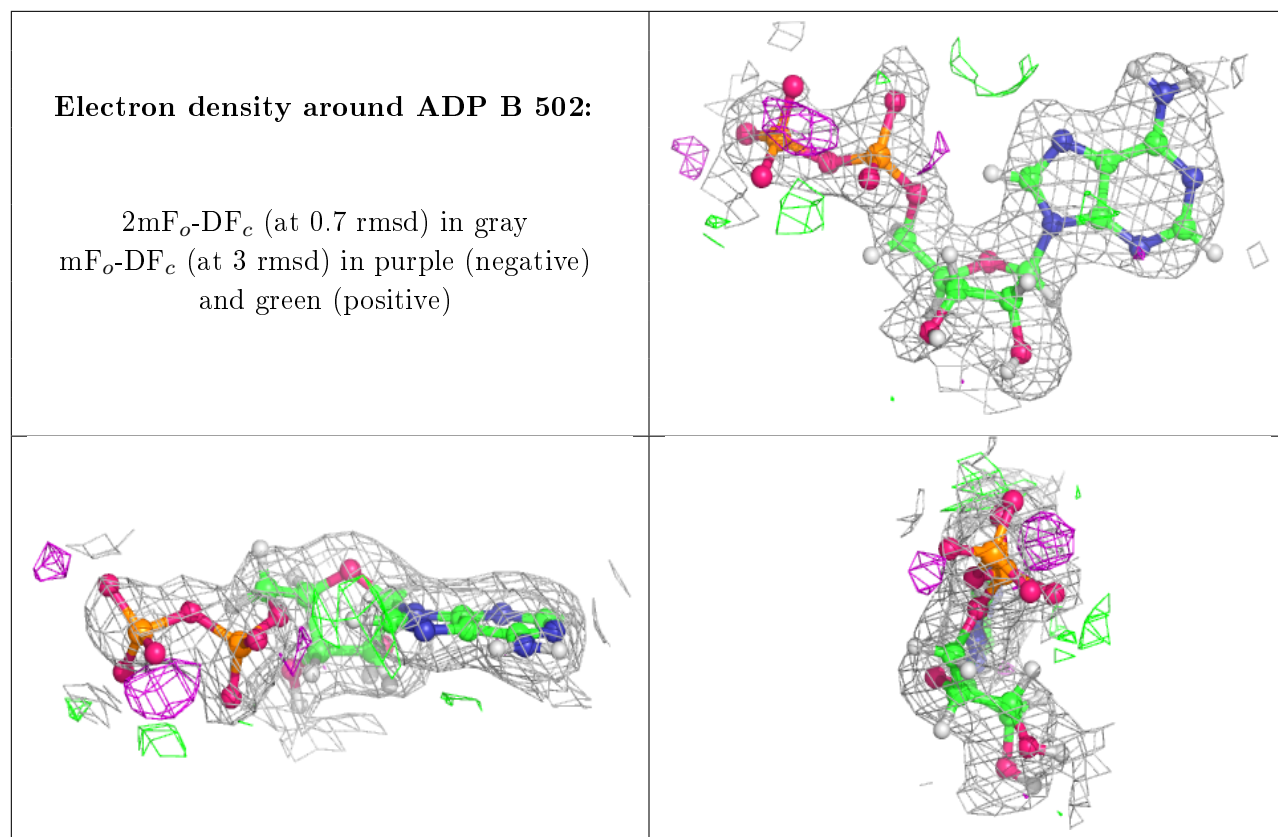 Electron density around ADP B 502:
2mFₒ-DF𝒸 (at 0.7 rmsd) in gray
mFₒ-DF𝒸 (at 3 rmsd) in purple (negative)
and green (positive)